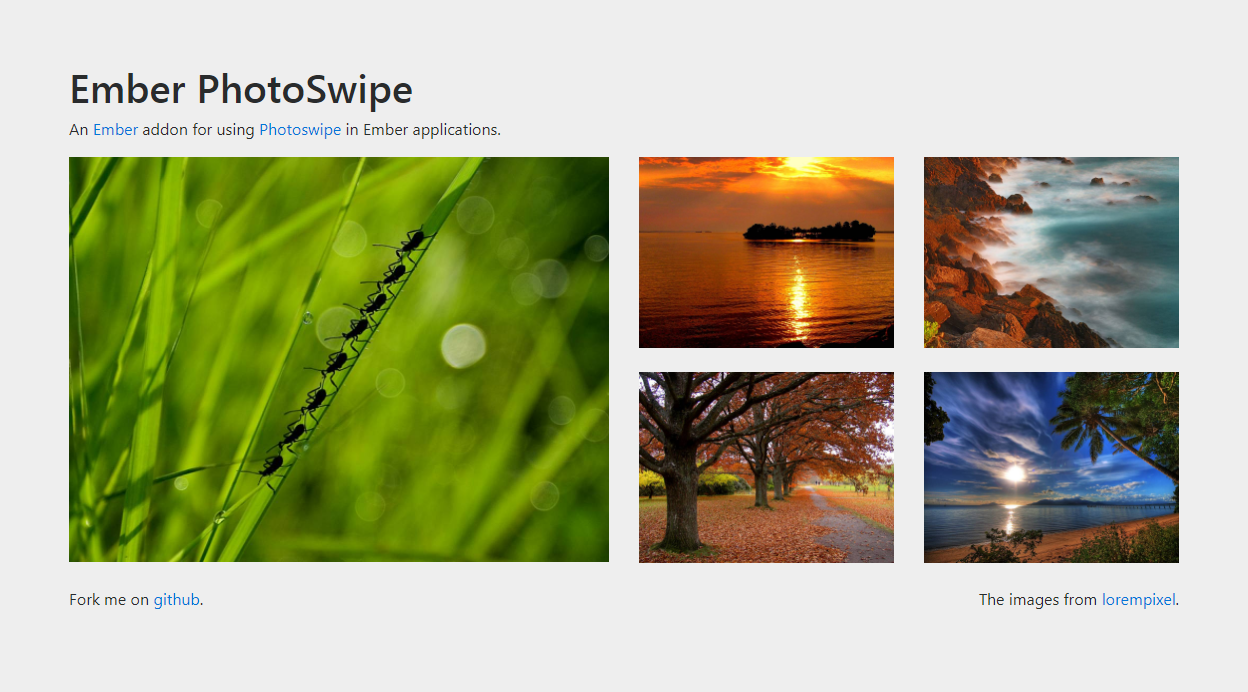 Ember PhotoSwipe
An Ember addon for using Photoswipe in Ember applications.
Fork me on github.
The images from lorempixel.